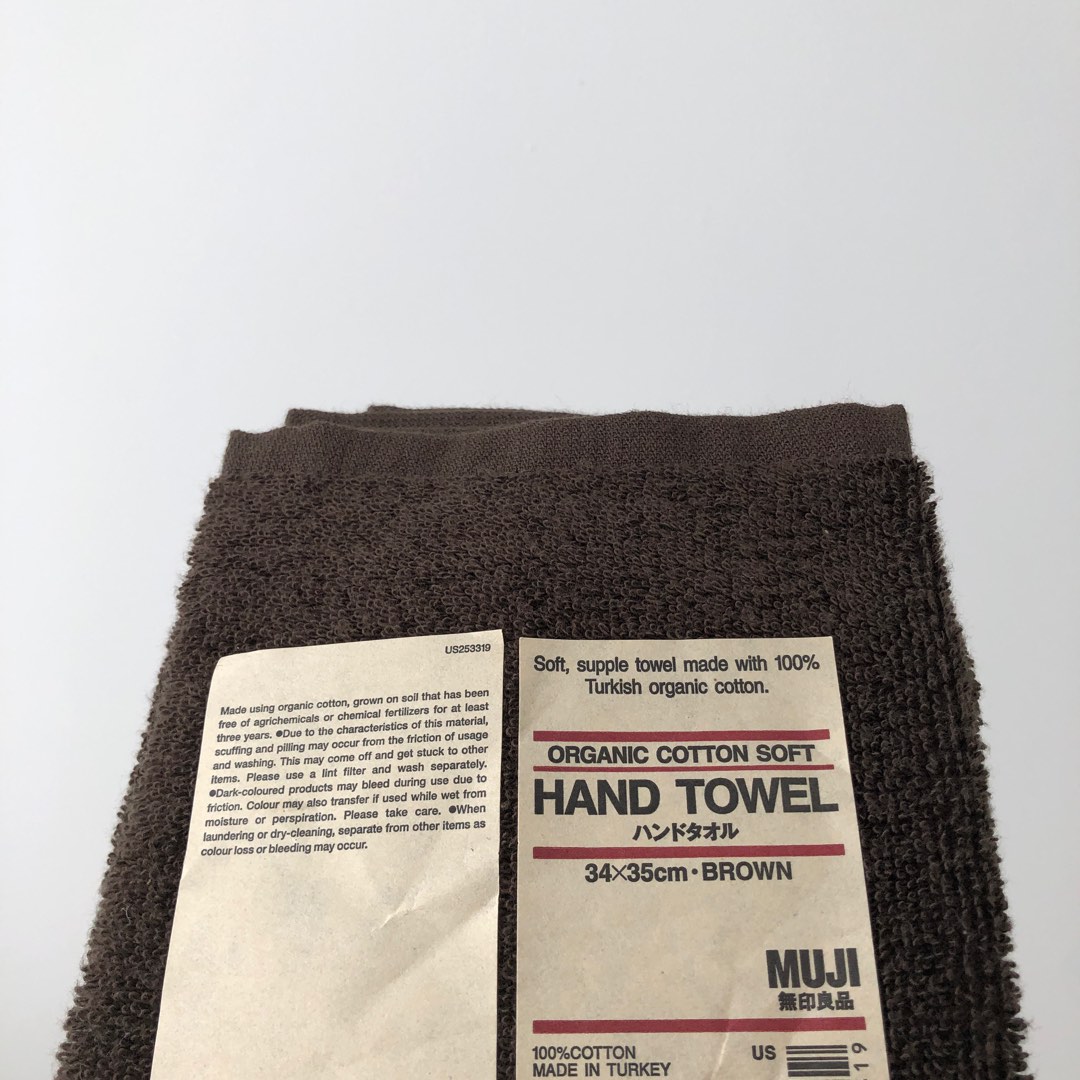 US253319
Made using organic cotton, grown on soil that has been
free of agrichemicals or chemical fertilizers for at least
three years. ●Due to the characteristics of this material,
scuffing and pilling may occur from the friction of usage
and washing. This may come off and get stuck to other
items. Please use a lint filter and wash separately.
●Dark-coloured products may bleed during use due to
friction. Colour may also transfer if used while wet from
moisture or perspiration. Please take care. ●When
laundering or dry-cleaning, separate from other items as
colour loss or bleeding may occur.
Soft, supple towel made with 100%
Turkish organic cotton.
ORGANIC COTTON SOFT
HAND TOWEL
ハンドタオル
34×35cm・BROWN
MUJI
無印良品
100%COTTON
MADE IN TURKEY
US
19